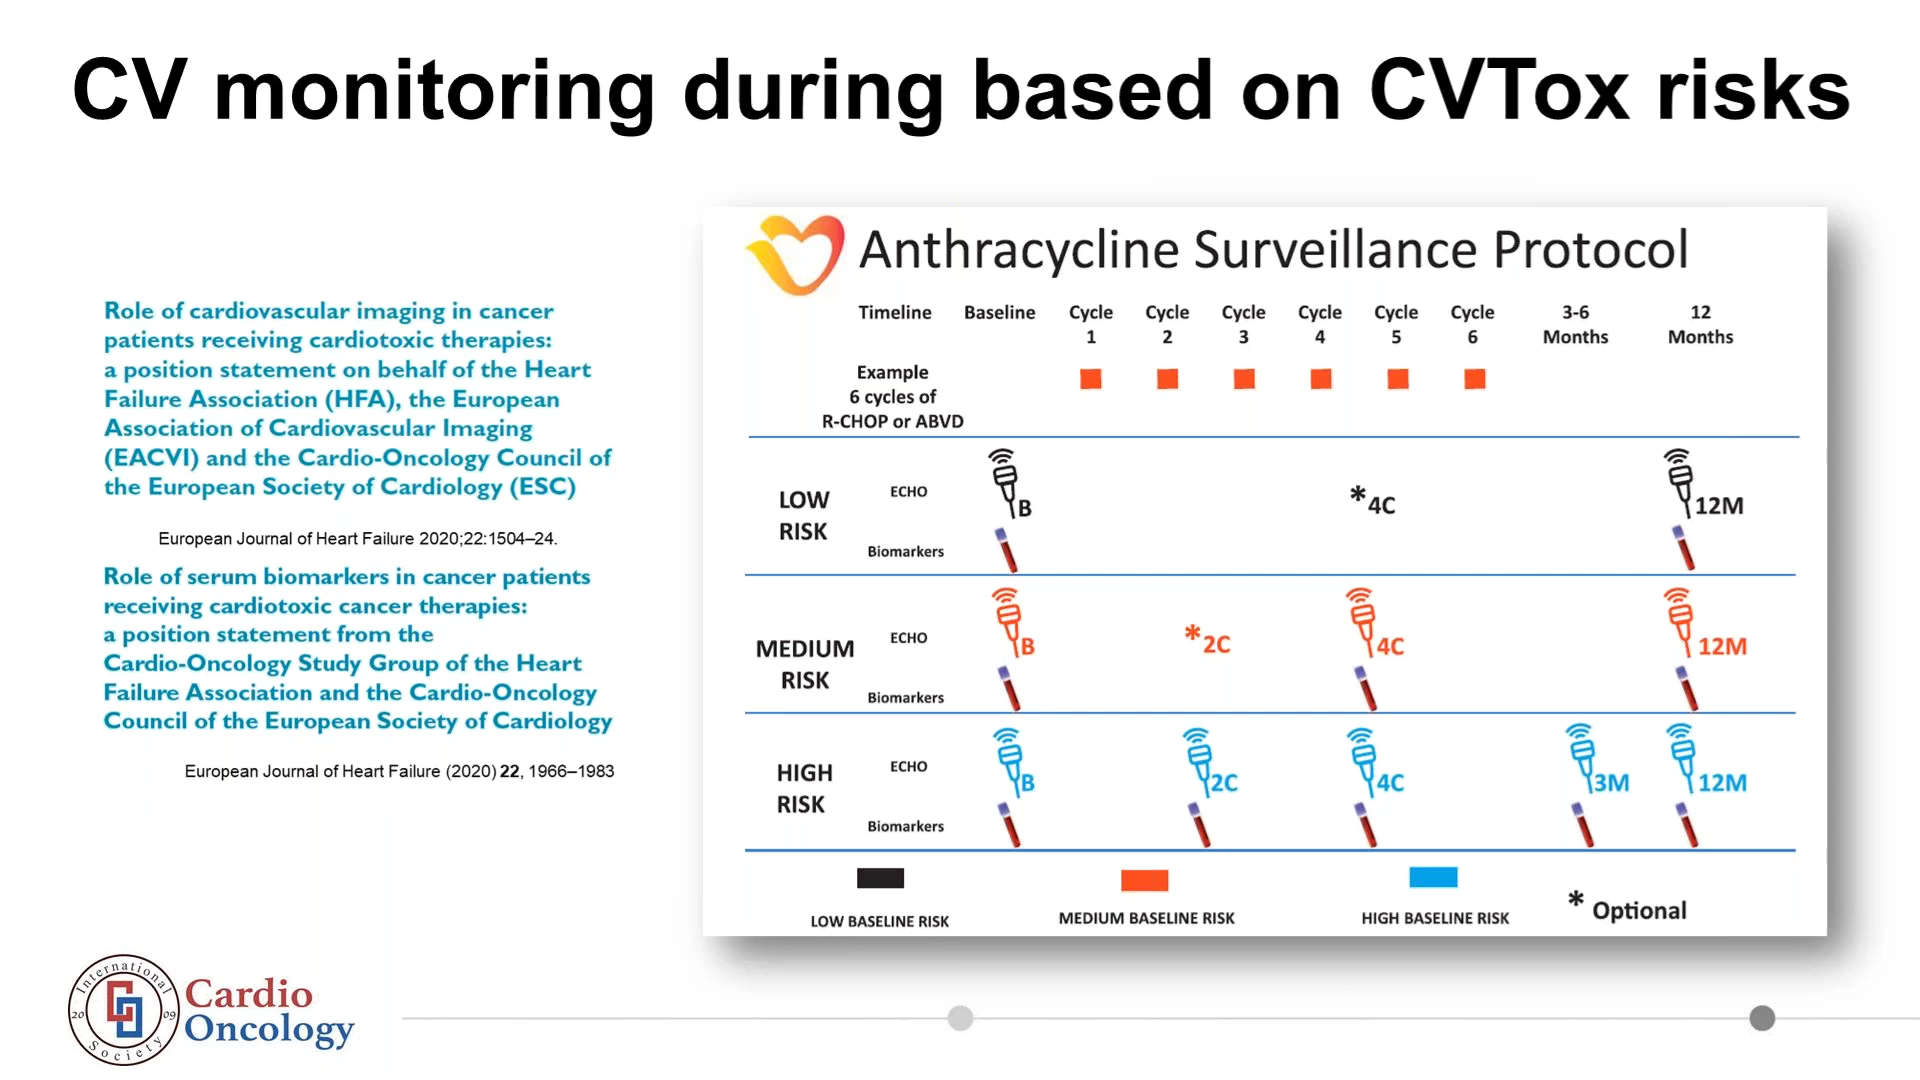 CV monitoring during based on CVTox risks
Role of cardiovascular imaging in cancer
patients receiving cardiotoxic therapies:
a position statement on behalf of the Heart
Failure Association (HFA), the European
Association of Cardiovascular Imaging
(EACVI) and the Cardio-Oncology Council of
the European Society of Cardiology (ESC)
European Journal of Heart Failure 2020;22:1504–24.
Role of serum biomarkers in cancer patients
receiving cardiotoxic cancer therapies:
a position statement from the
Cardio-Oncology Study Group of the Heart
Failure Association and the Cardio-Oncology
Council of the European Society of Cardiology
European Journal of Heart Failure (2020) 22, 1966–1983
Anthracycline Surveillance Protocol
Timeline Baseline Cycle 1 Cycle 2 Cycle 3 Cycle 4 Cycle 5 Cycle 6 3-6 Months 12 Months
Example
6 cycles of
R-CHOP or ABVD
LOW RISK
ECHO B *4C 12M
Biomarkers
MEDIUM RISK
ECHO B *2C 4C 12M
Biomarkers
HIGH RISK
ECHO B 2C 4C 3M 12M
Biomarkers
LOW BASELINE RISK MEDIUM BASELINE RISK HIGH BASELINE RISK * Optional
International
2009
Society
Cardio
Oncology